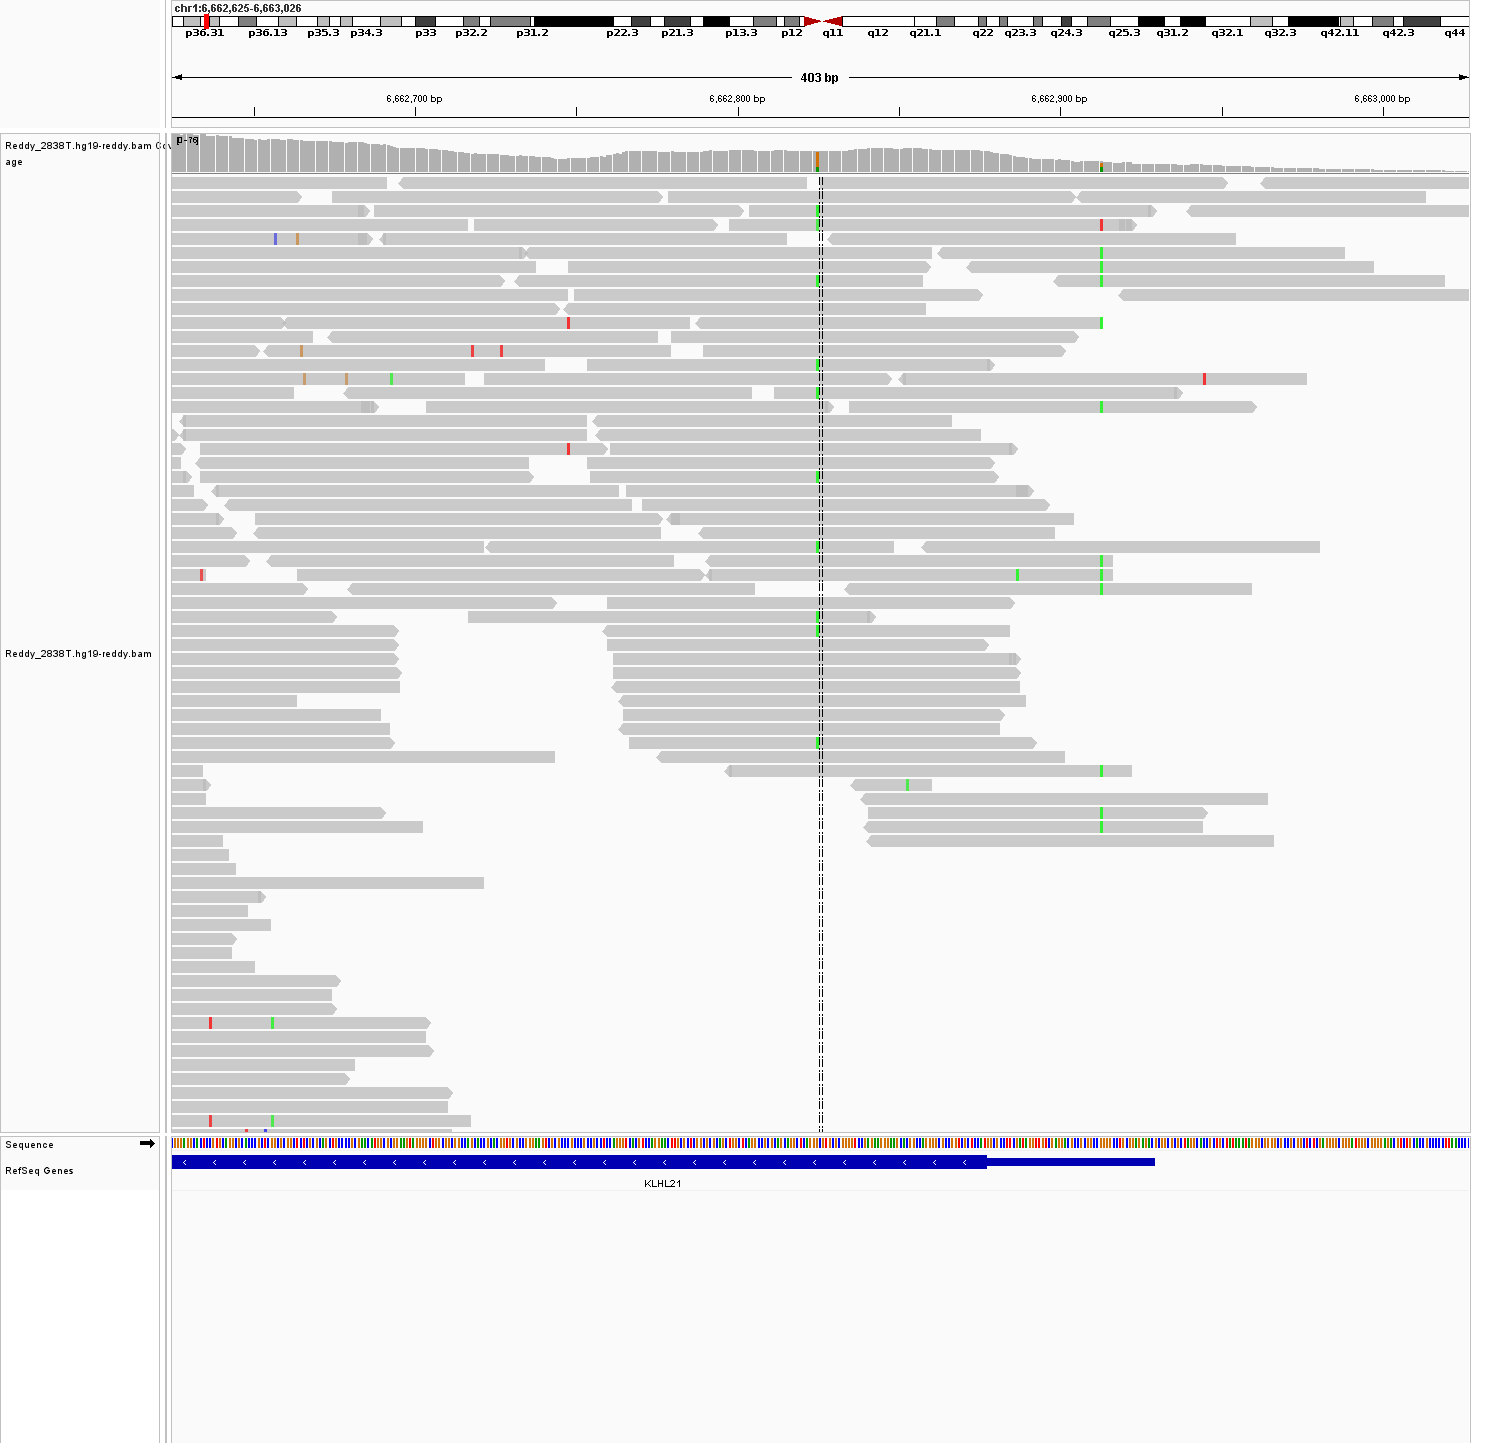 chr1:6,662,625-6,663,026
p36.31 p36.13 p35.3 p34.3 p33 p32.2 p31.2 p22.3 p21.3 p13.3 p12 q11 q12 q21.1 q22 q23.3 q24.3 q25.3 q31.2 q32.1 q32.3 q42.11 q42.3 q44
403 bp
6,662,700 bp 6,662,800 bp 6,662,900 bp 6,663,000 bp
Reddy_2838T.hg19-reddy.bam Cov
age
Reddy_2838T.hg19-reddy.bam
Sequence
RefSeq Genes
KLHL21